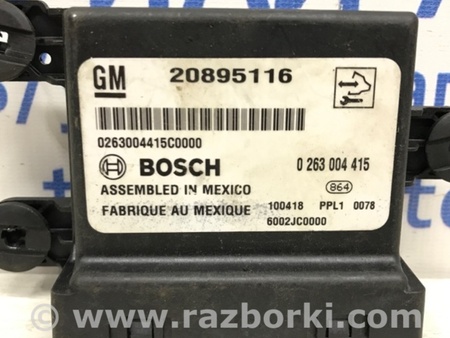 GM 20895116
0263004415C0000
BOSCH 0 263 004 415
ASSEMBLED IN MEXICO 864
FABRIQUE AU MEXIQUE 100418 PPL1 0078
6002JC0000
© www.razborki.com/